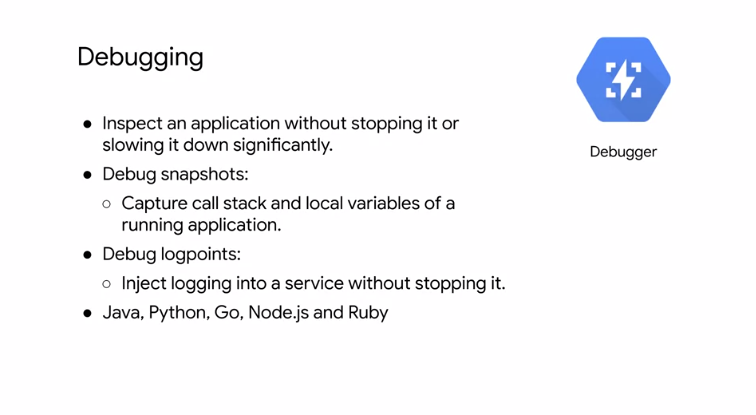 Debugging
Debugger
● Inspect an application without stopping it or
slowing it down significantly.
● Debug snapshots:
○ Capture call stack and local variables of a
running application.
● Debug logpoints:
○ Inject logging into a service without stopping it.
● Java, Python, Go, Node.js and Ruby